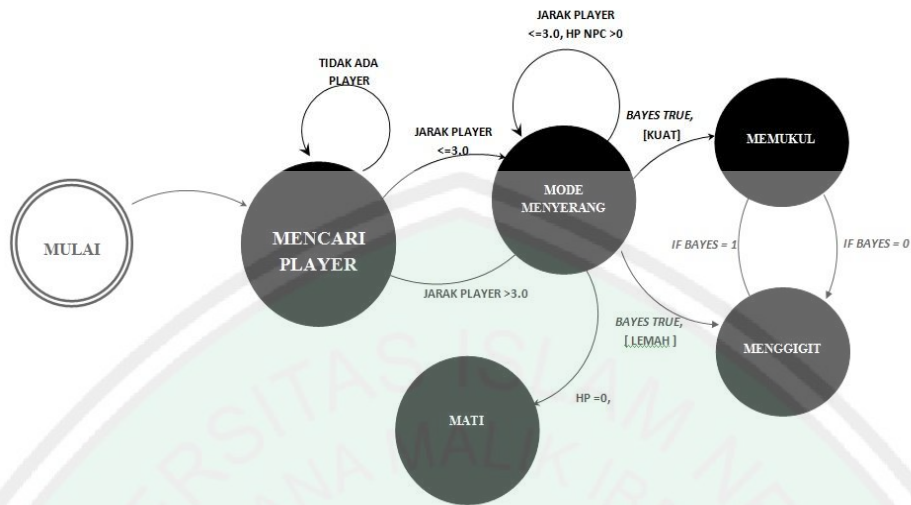 JARAK PLAYER
<=3.0, HP NPC >0
TIDAK ADA
PLAYER
JARAK PLAYER
<=3.0
BAYES TRUE,
[KUAT]
MEMUKUL
MODE
MENYERANG
MULAI
MENCARI
PLAYER
IF BAYES = 1
IF BAYES = 0
JARAK PLAYER >3.0
BAYES TRUE,
[ LEMAH ]
MENGGIGIT
HP =0,
MATI